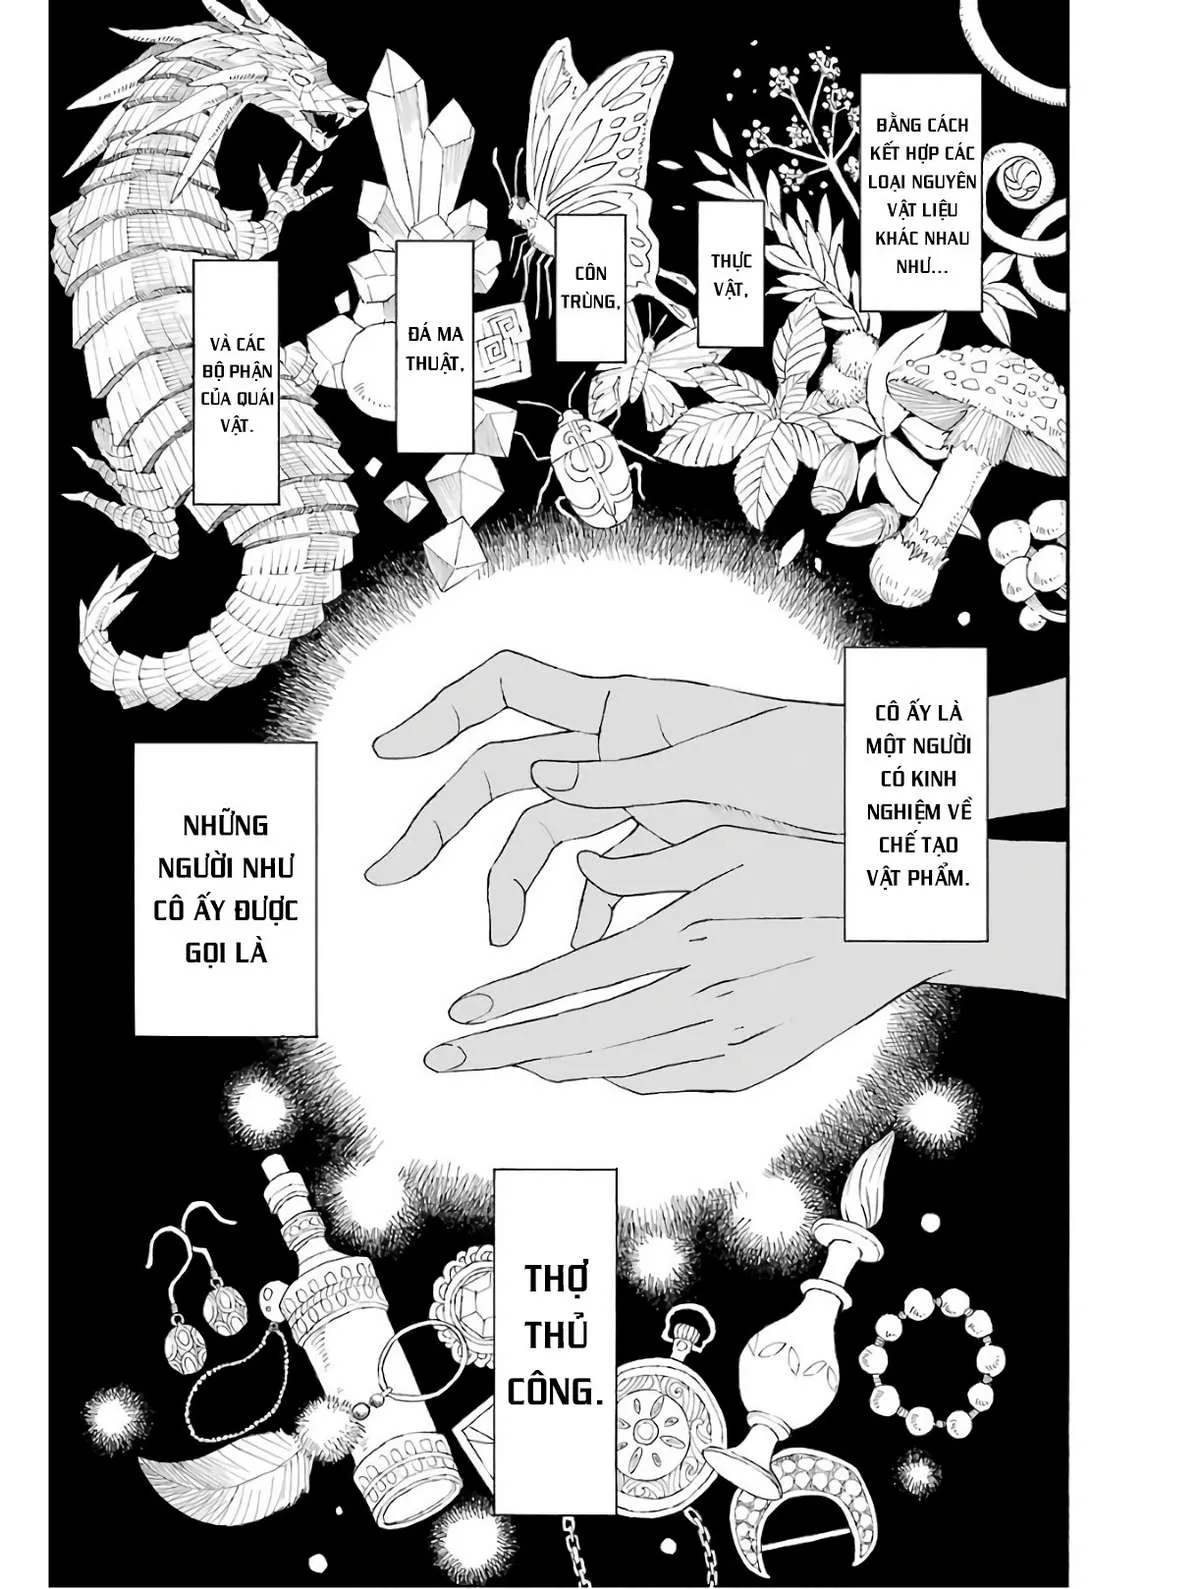 BẰNG CÁCH
KẾT HỢP CÁC
LOẠI NGUYÊN
VẬT LIỆU
KHÁC NHAU
NHƯ...
THỰC
VẬT,
CÔN
TRÙNG,
ĐÁ MA
THUẬT,
VÀ CÁC
BỘ PHẬN
CỦA QUÁI
VẬT.
CÔ ẤY LÀ
MỘT NGƯỜI
CÓ KINH
NGHIỆM VỀ
CHẾ TẠO
VẬT PHẨM.
NHỮNG
NGƯỜI NHƯ
CÔ ẤY ĐƯỢC
GỌI LÀ
THỢ
THỦ
CÔNG.